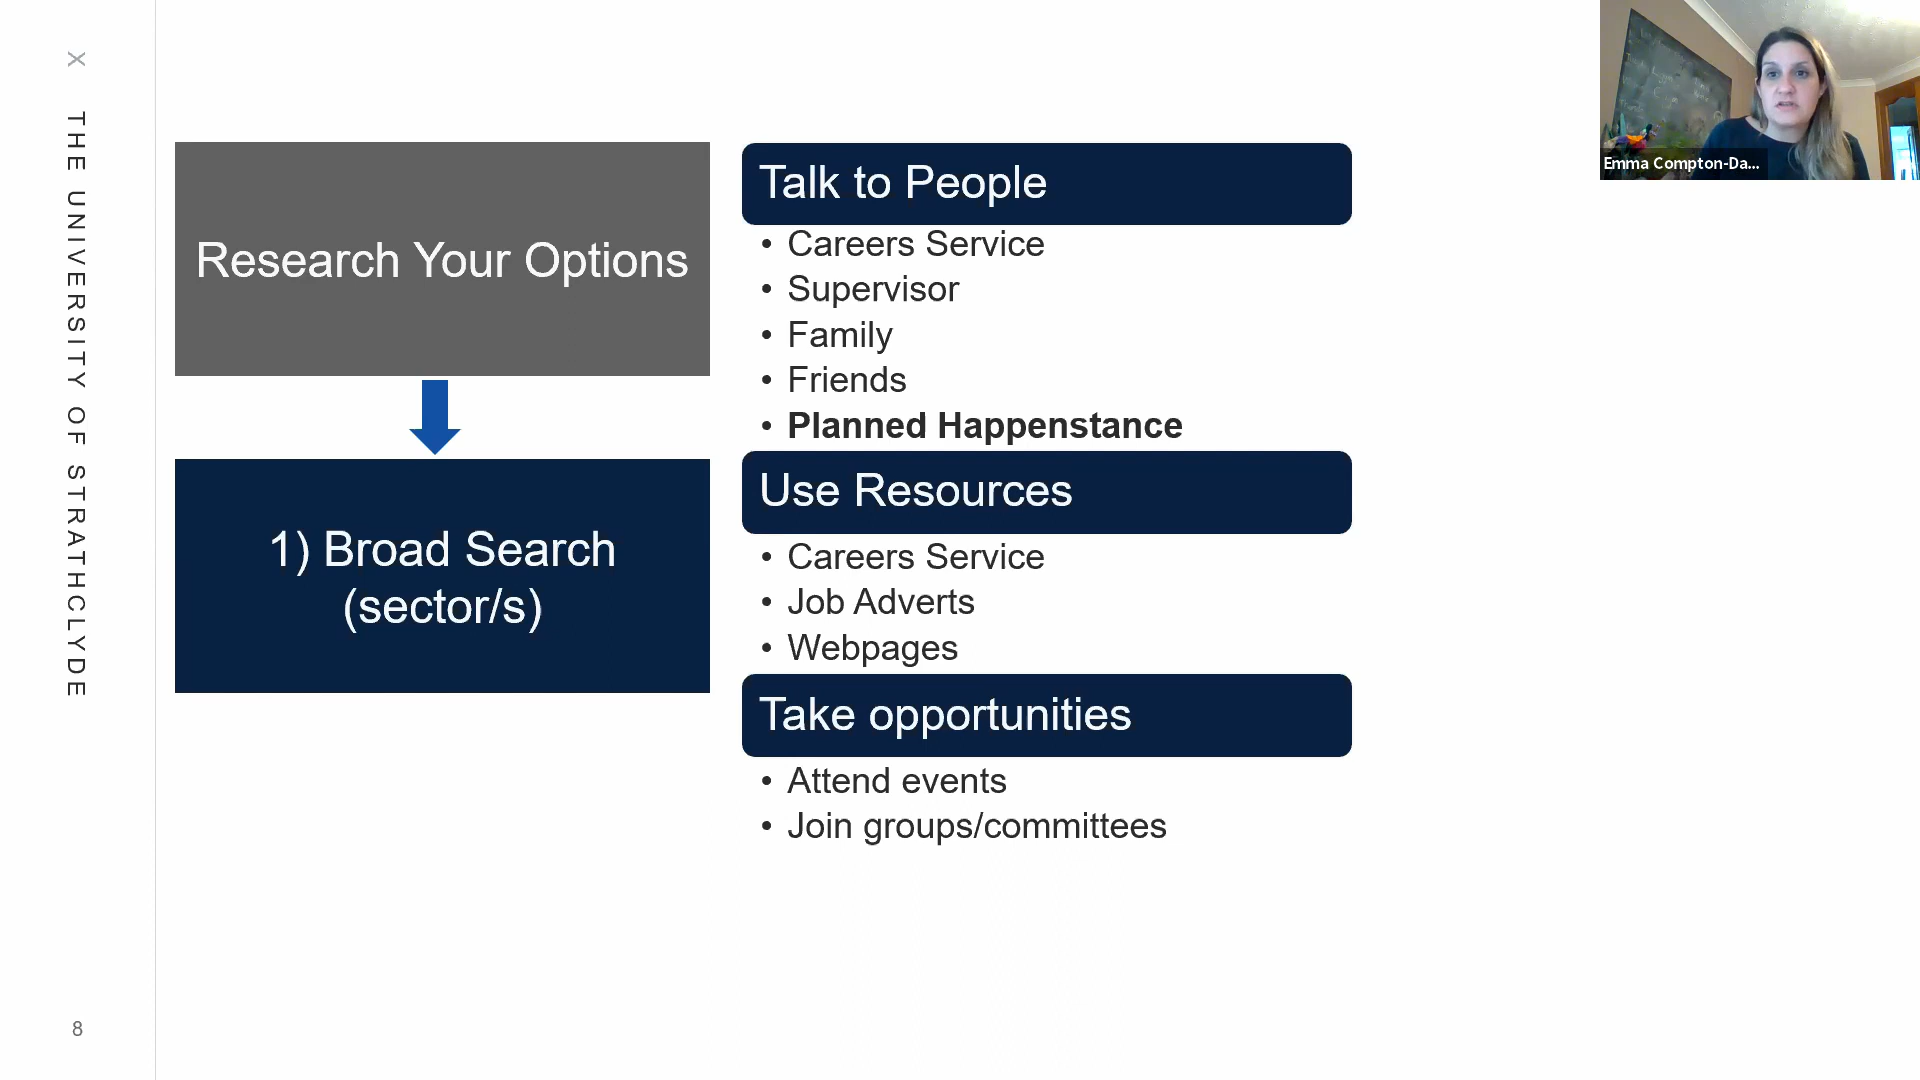 X THE UNIVERSITY OF STRATHCLYDE
Research Your Options
1) Broad Search
(sector/s)
Talk to People
• Careers Service
• Supervisor
• Family
• Friends
• Planned Happenstance
Use Resources
• Careers Service
• Job Adverts
• Webpages
Take opportunities
• Attend events
• Join groups/committees
Emma Compton-Da...
8